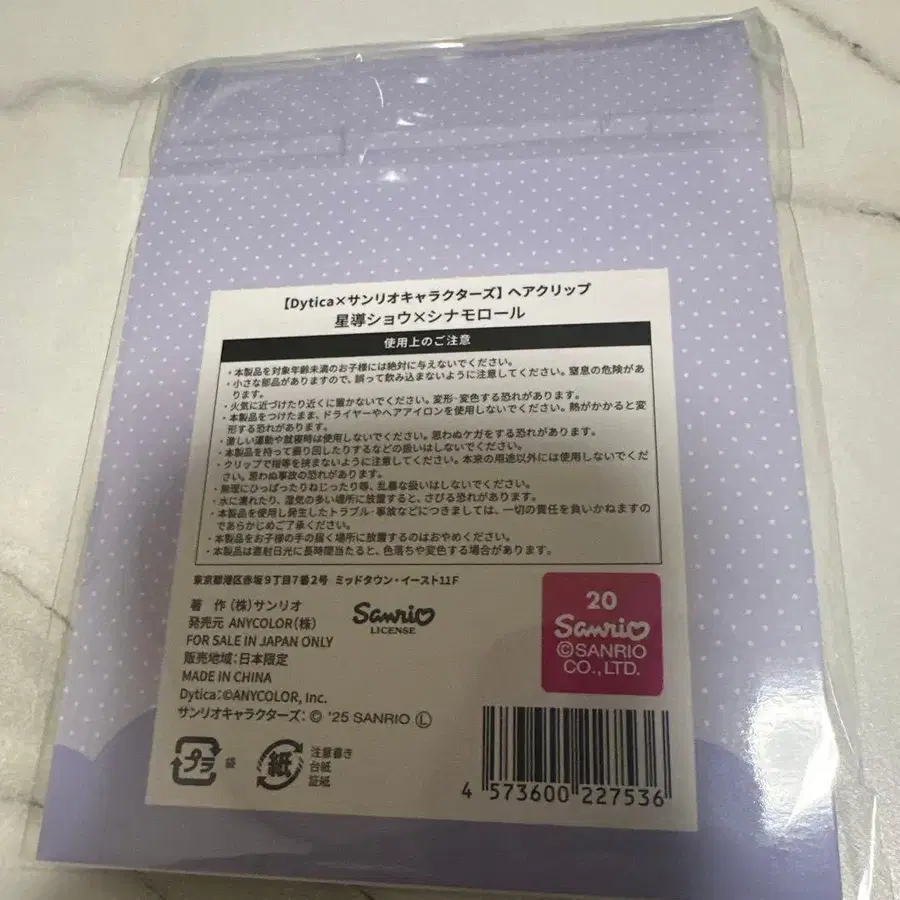 【Dytica×サンリオキャラクターズ】ヘアクリップ
星導ショウ×シナモロール
使用上のご注意
・本製品を対象年齢未満のお子様には絶対に与えないでください。
・小さな部品がありますので、誤って飲み込まないように注意してください。窒息の危険があ
ります。
・火気に近づけたり近くに置かないでください。変形・変色する恐れがあります。
・本製品をつけたまま、ドライヤーやヘアアイロンを使用しないでください。熱がかかると変
形する恐れがあります。
・激しい運動や就寝時は使用しないでください。思わぬケガをする恐れがあります。
・本製品を持って振り回したりするなどの扱いはしないでください。
・クリップで指等を挟まないように注意してください。本来の用途以外には使用しないでくだ
さい。思わぬ事故の恐れがあります。
・無理にひっぱったりねじったり等、乱暴な扱いはしないでください。
・水に濡れたり、湿気の多い場所に放置すると、さびる恐れがあります。
・本製品を使用し発生したトラブル・事故などにつきましては、一切の責任を負いかねます
のであらかじめご了承ください。
・本製品をお子様の手の届く場所に放置するのはおやめください。
・本製品は直射日光に長時間当たると、色落ちや変色する場合があります。
東京都港区赤坂9丁目7番2号 ミッドタウン・イースト11F
著 作(株)サンリオ
発売元 ANYCOLOR(株)
FOR SALE IN JAPAN ONLY
販売地域:日本限定
MADE IN CHINA
Dytica:©ANYCOLOR, Inc.
サンリオキャラクターズ:© '25 SANRIO Ⓛ
Sanrio
LICENSE
20
Sanrio
©SANRIO
CO.,LTD.
プラ 袋
紙
注意書き
台紙
証紙
4 573600 227536